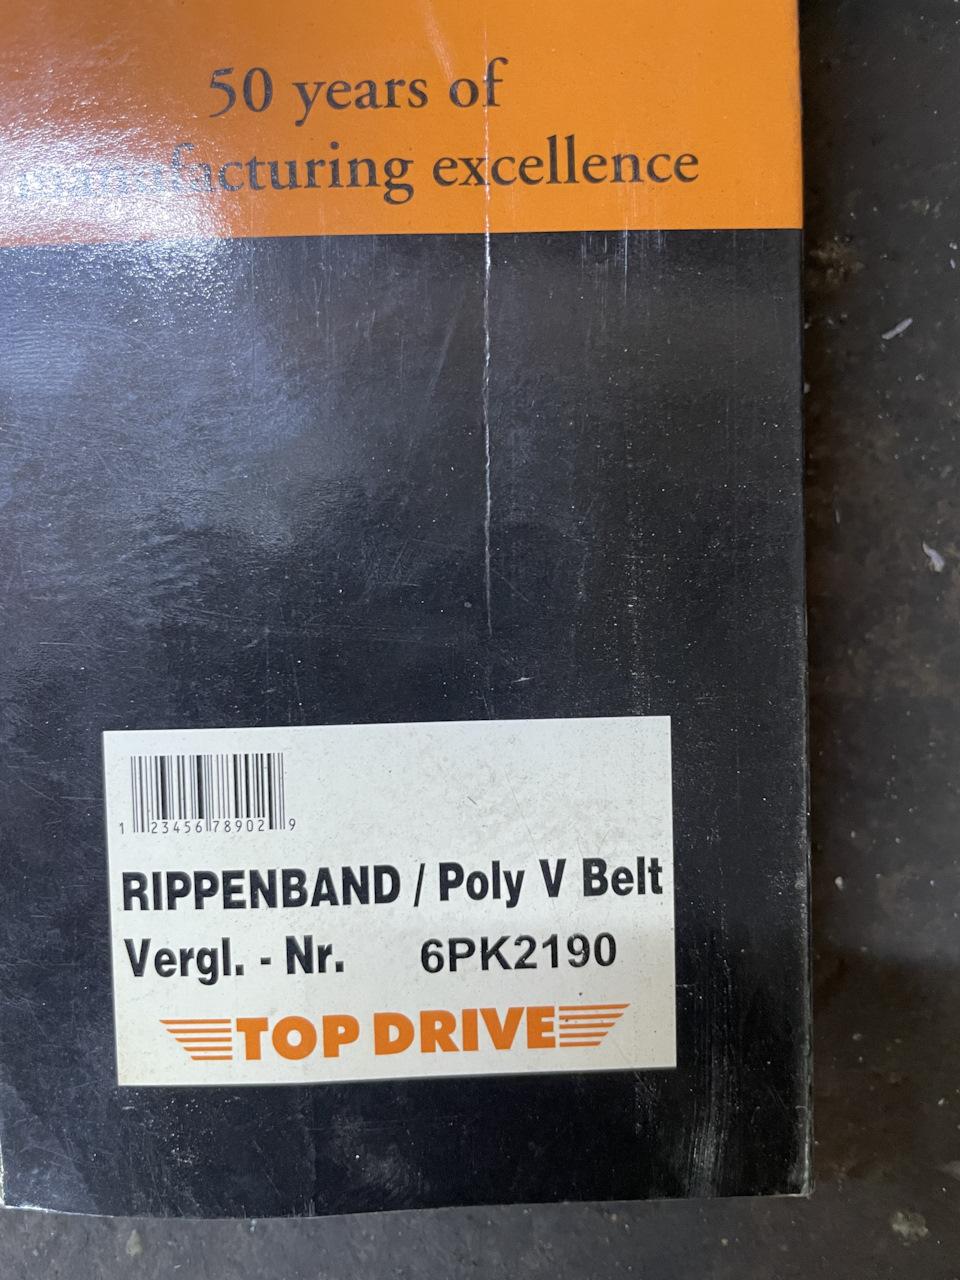 50 years of
manufacturing excellence
1 23456 78902 9
RIPPENBAND / Poly V Belt
Vergl. - Nr. 6PK2190
TOP DRIVE